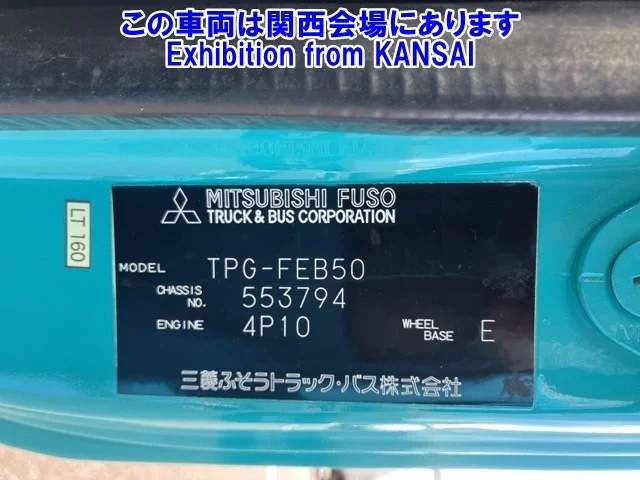 この車両は関西会場にあります
Exhibition from KANSAI
MITSUBISHI FUSO
TRUCK & BUS CORPORATION
LT 160
MODEL TPG-FEB50
CHASSIS NO. 553794
ENGINE 4P10 WHEEL BASE E
三菱ふそうトラック・バス株式会社